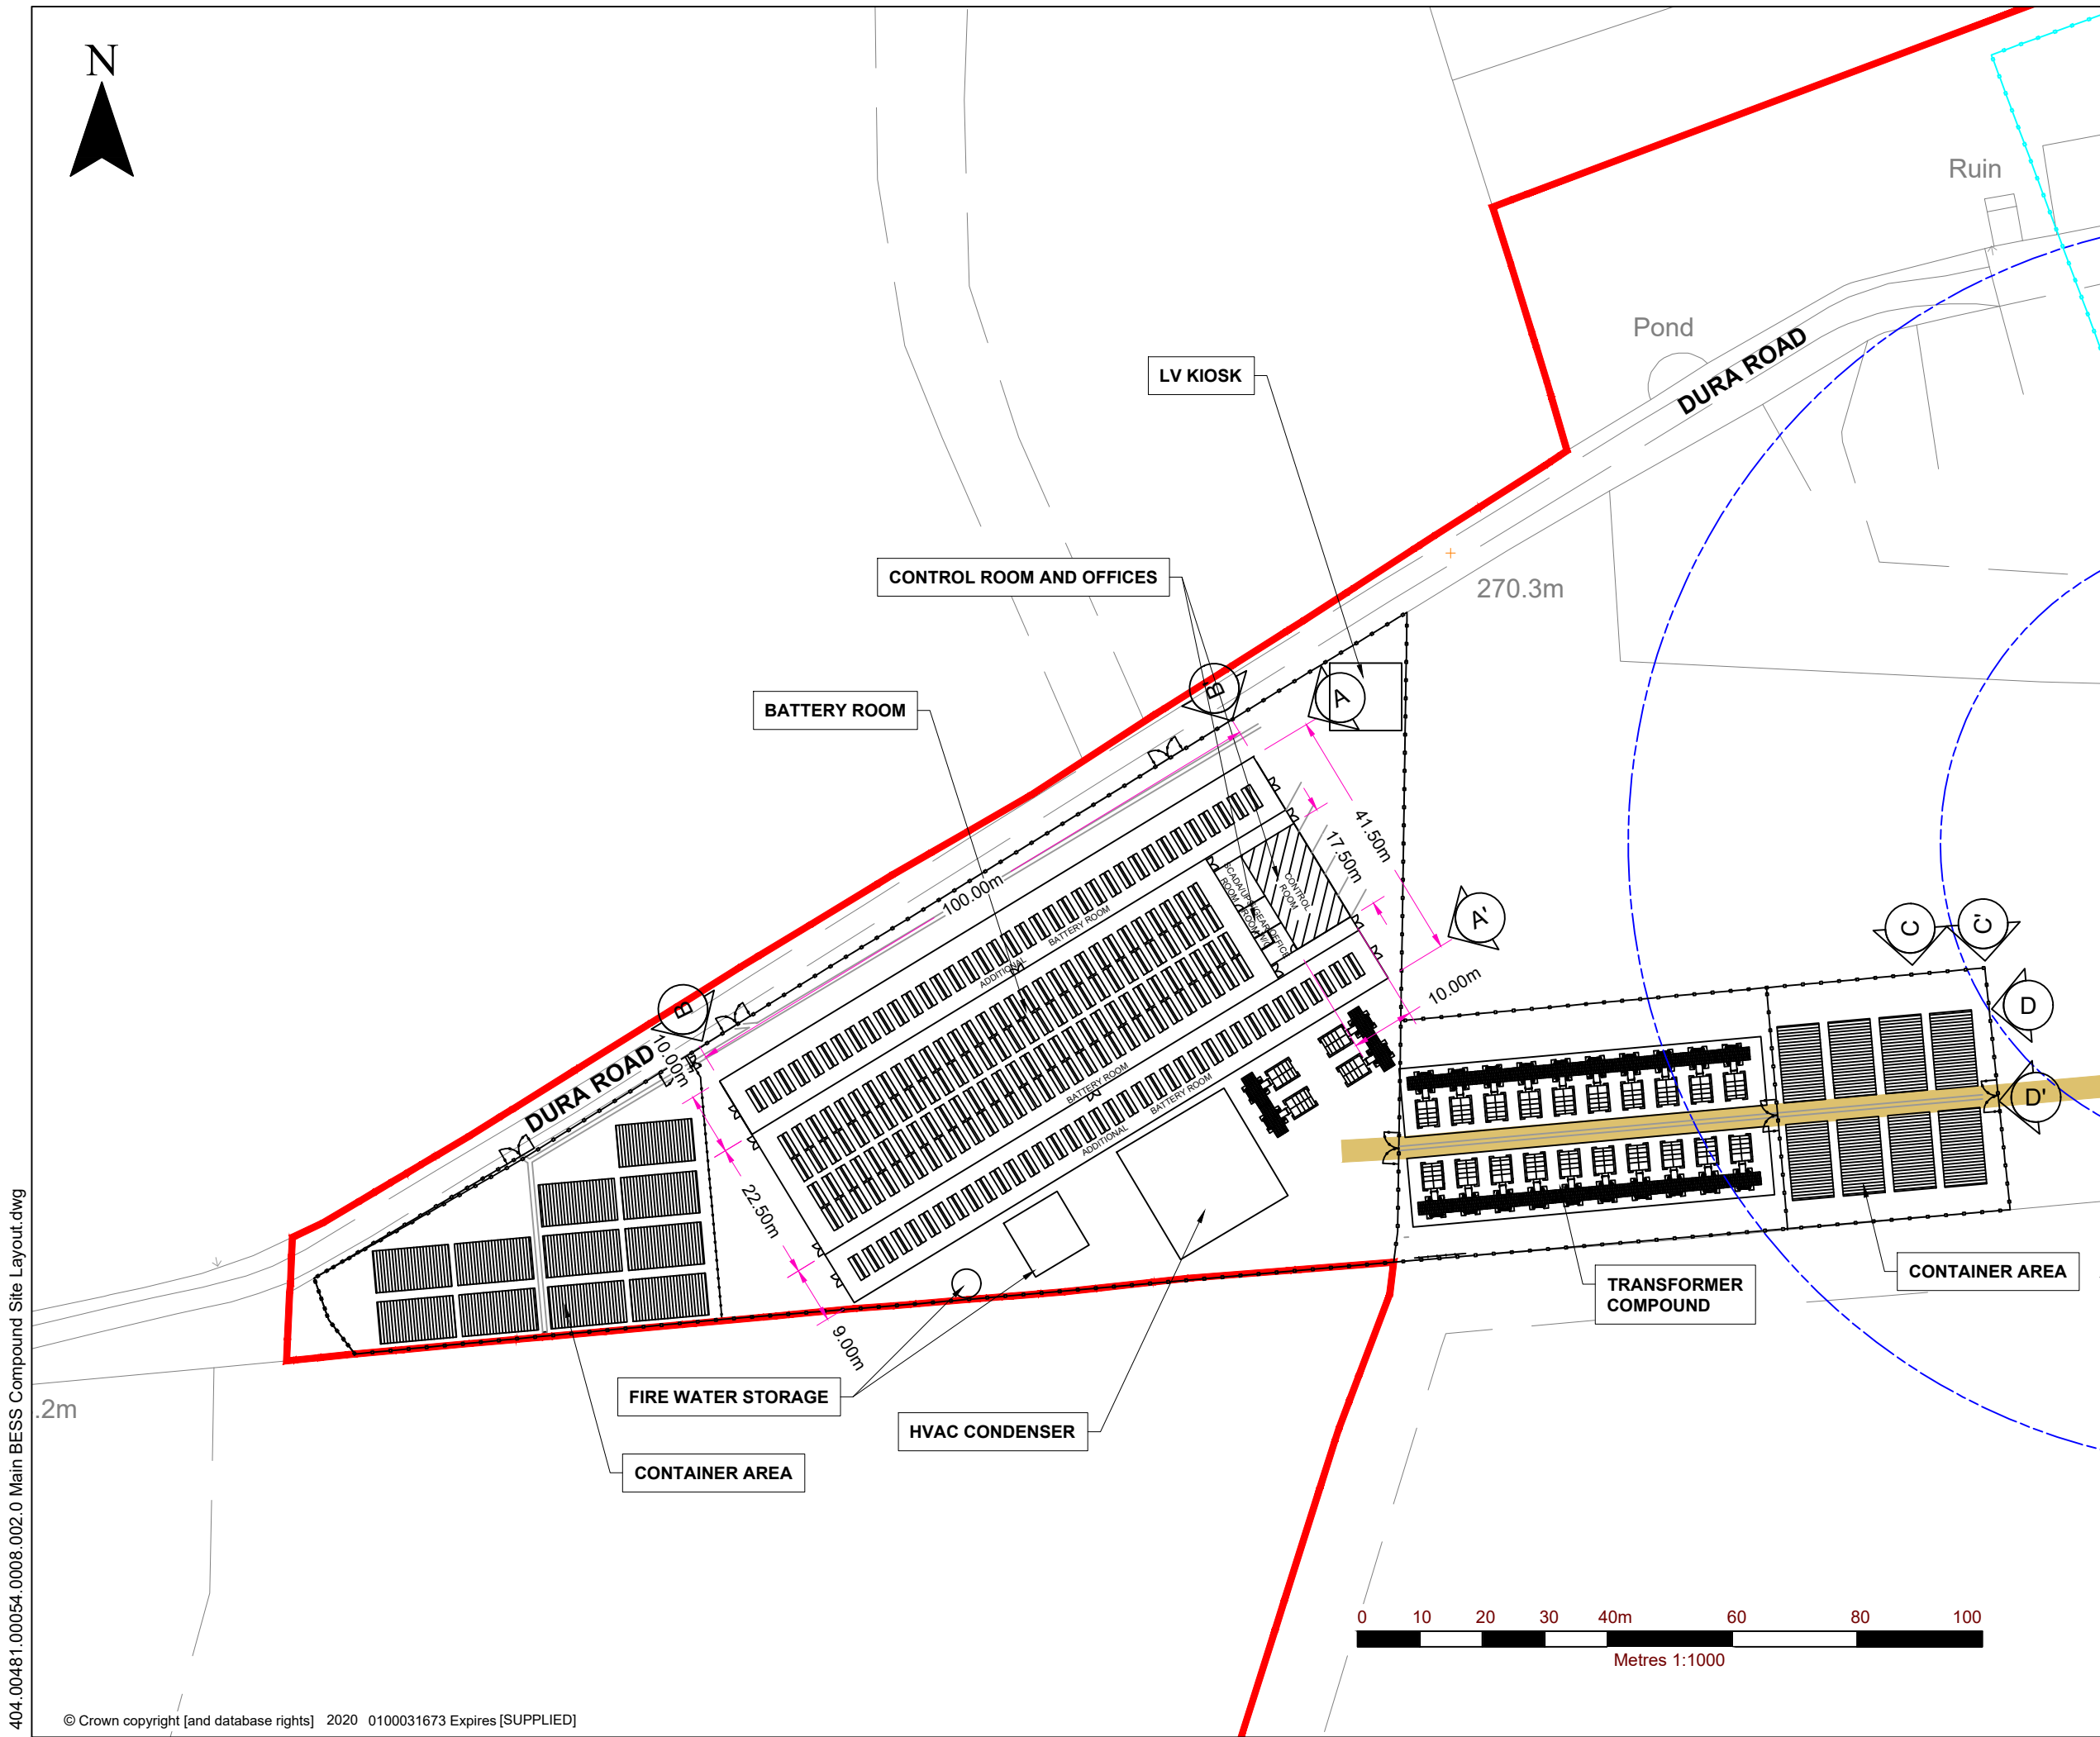 N
Ruin
Pond
DURA ROAD
LV KIOSK
CONTROL ROOM AND OFFICES
270.3m
BATTERY ROOM
B
A
41.50m
17.50m
100.00m
CONTROL
ROOM
ADDITIONAL
BATTERY ROOM
A'
C
C'
10.00m
D
B
10.00m
D'
DURA ROAD
BATTERY ROOM
ADDITIONAL
BATTERY ROOM
22.50m
9.00m
TRANSFORMER
COMPOUND
CONTAINER AREA
FIRE WATER STORAGE
HVAC CONDENSER
CONTAINER AREA
.2m
0 10 20 30 40m 60 80 100
Metres 1:1000
404.00481.00054.0008.002.0 Main BESS Compound Site Layout.dwg
© Crown copyright [and database rights] 2020 0100031673 Expires [SUPPLIED]